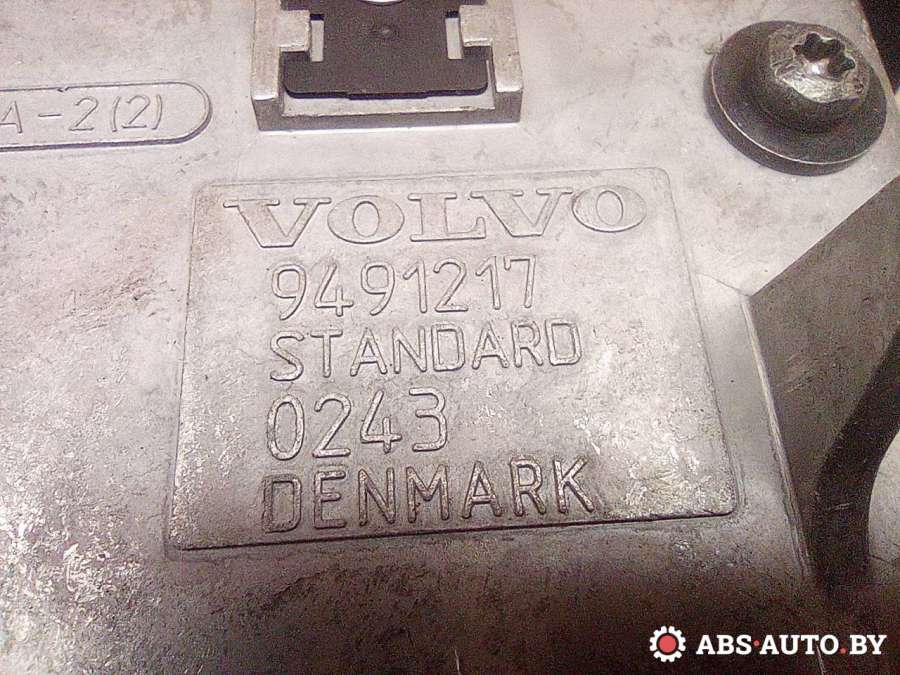 A-2(2)
VOLVO
9491217
STANDARD
0243
DENMARK
ABS-AUTO.BY